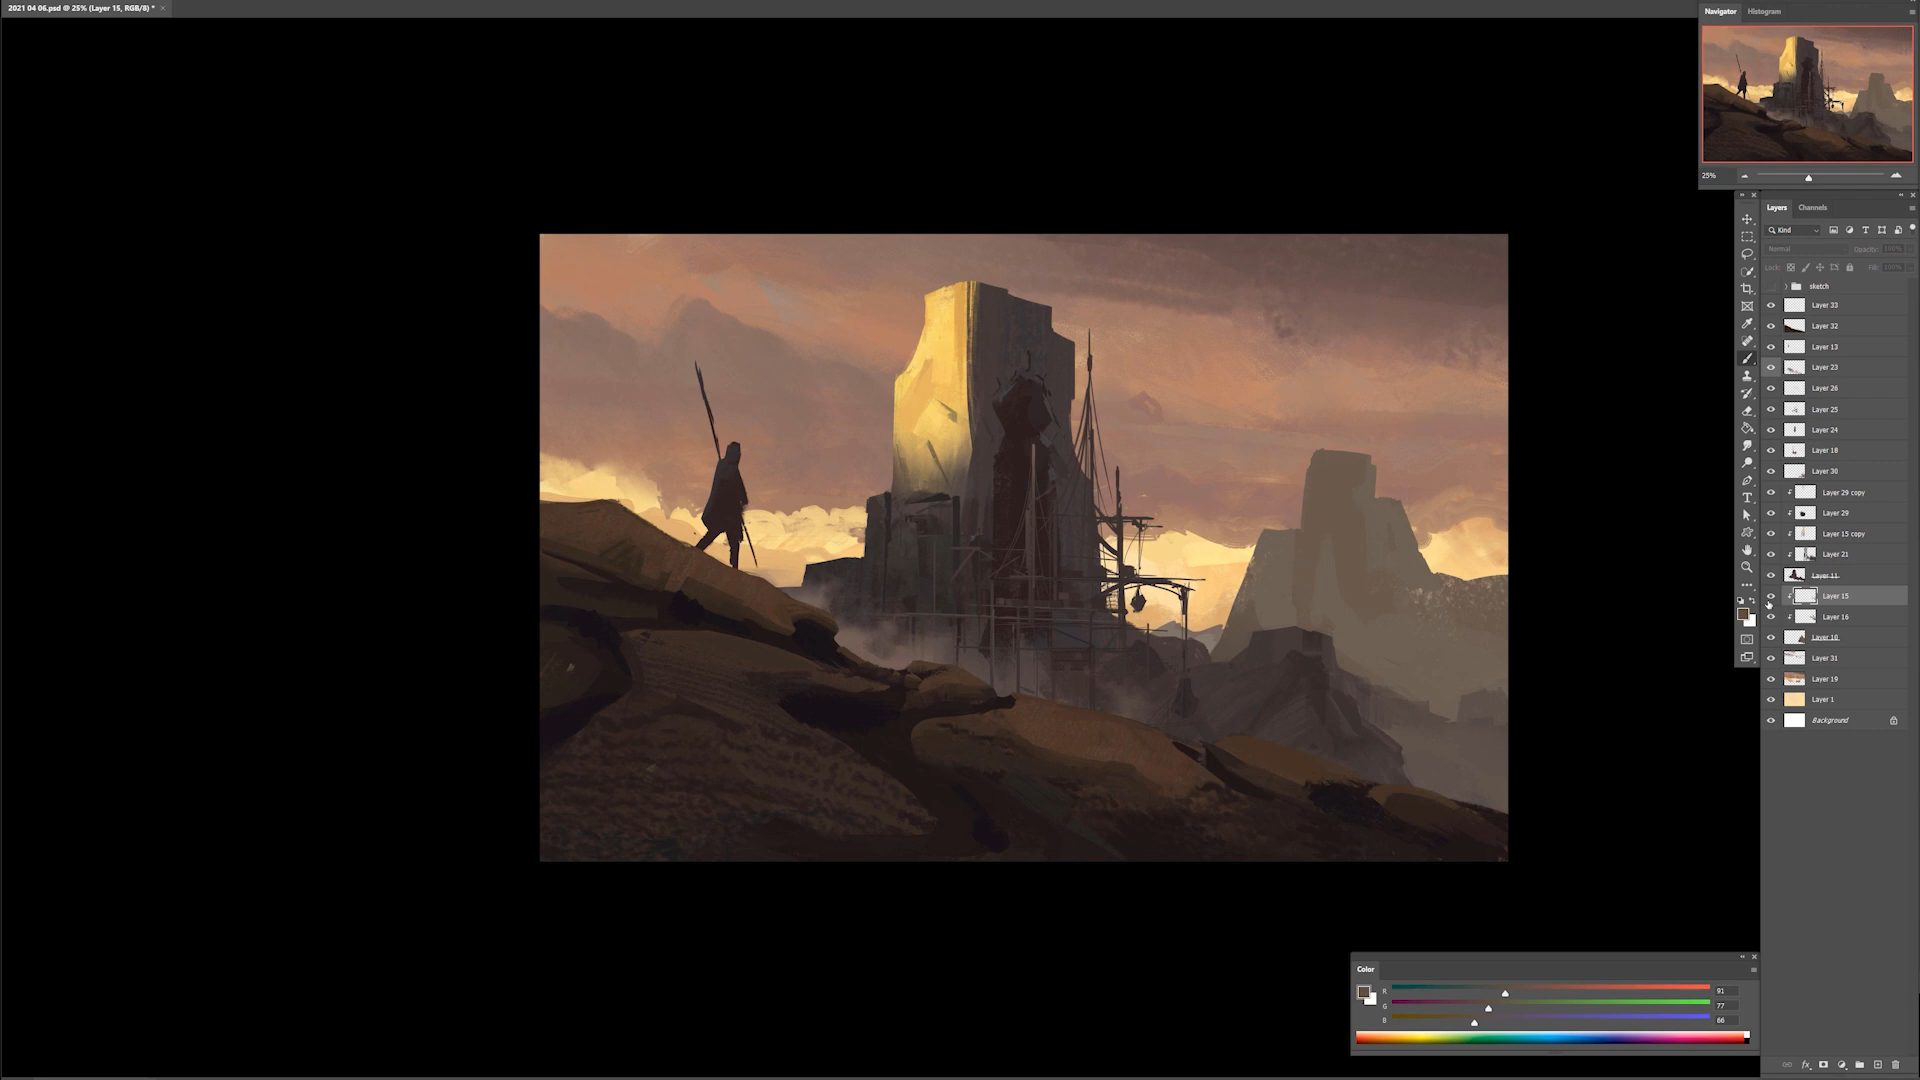 2021 04 06.psd @ 25% (Layer 15, RGB/8) *
Navigator
Histogram
25%
Layers
Channels
Kind
Normal
Opacity: 100%
Lock:
Fill: 100%
sketch
Layer 33
Layer 32
Layer 13
Layer 23
Layer 26
Layer 25
Layer 24
Layer 18
Layer 30
Layer 29 copy
Layer 29
Layer 15 copy
Layer 21
Layer 11
Layer 15
Layer 16
Layer 10
Layer 31
Layer 19
Layer 1
Background
Color
R 91
G 77
B 66